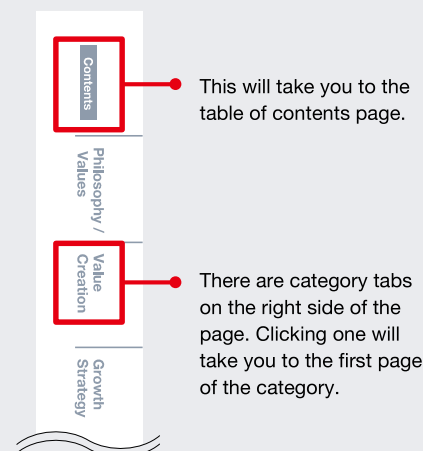 Contents
This will take you to the
table of contents page.
Philosophy /
Values
Value
Creation
There are category tabs
on the right side of the
page. Clicking one will
take you to the first page
of the category.
Growth
Strategy